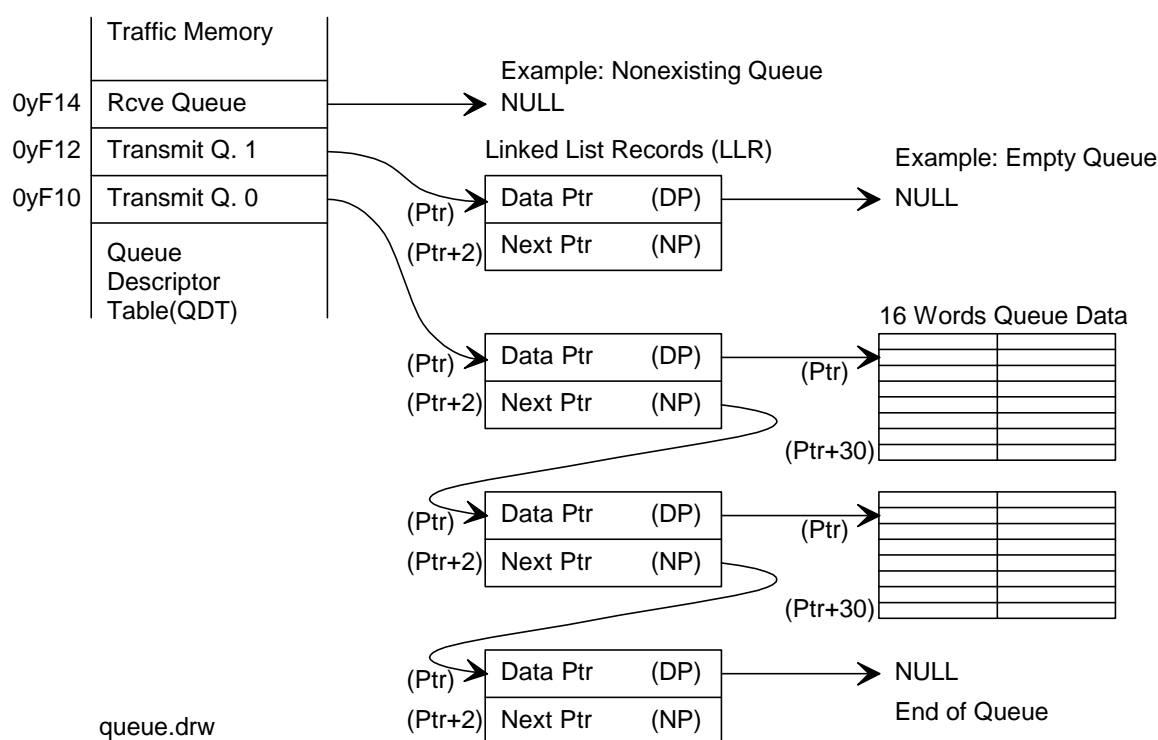 Traffic Memory
Example: Nonexisting Queue
0yF14 Rcve Queue NULL
0yF12 Transmit Q. 1 Linked List Records (LLR) Example: Empty Queue
0yF10 Transmit Q. 0 (Ptr) Data Ptr (DP) NULL
(Ptr+2) Next Ptr (NP)
Queue
Descriptor
Table(QDT)
16 Words Queue Data
(Ptr) Data Ptr (DP) (Ptr)
(Ptr+2) Next Ptr (NP)
(Ptr+30)
(Ptr) Data Ptr (DP) (Ptr)
(Ptr+2) Next Ptr (NP)
(Ptr+30)
(Ptr) Data Ptr (DP) NULL
(Ptr+2) Next Ptr (NP) End of Queue
queue.drw